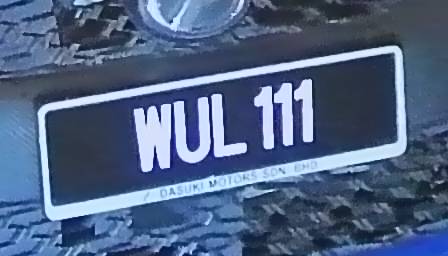 WUL 111
DASUKI MOTORS SDN. BHD.